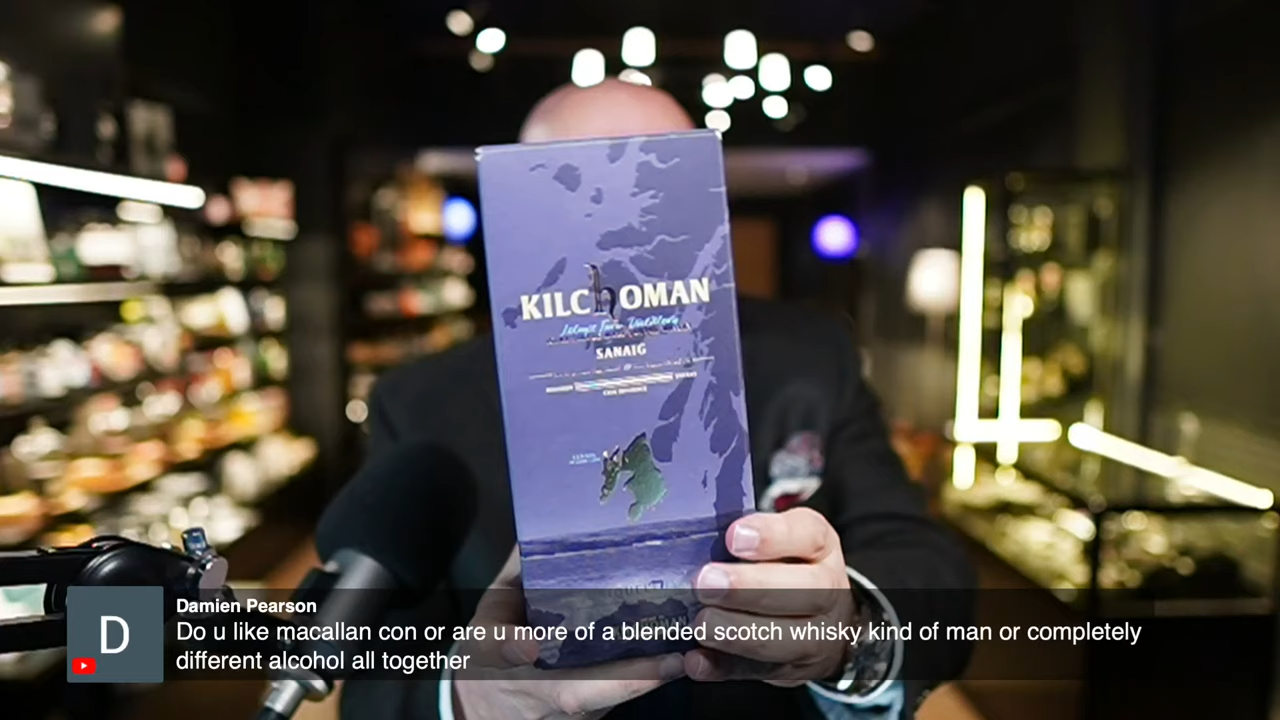 KILCHOMAN
SANAIG
Damien Pearson
D
Do u like macallan con or are u more of a blended scotch whisky kind of man or completely
different alcohol all together